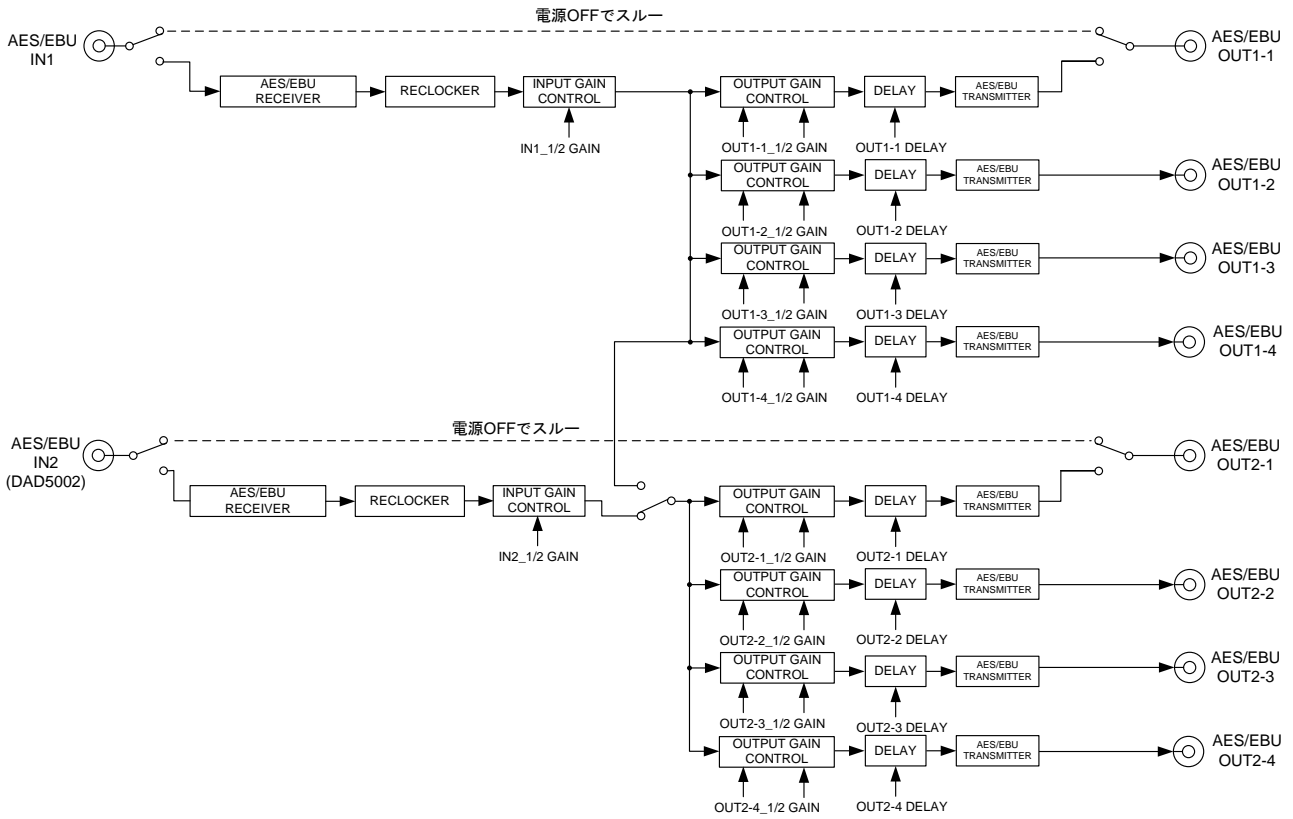 電源OFFでスルー
AES/EBU
IN1
AES/EBU
OUT1-1
AES/EBU
RECEIVER
RECLOCKER
INPUT GAIN
CONTROL
OUTPUT GAIN
CONTROL
DELAY
AES/EBU
TRANSMITTER
IN1_1/2 GAIN
OUT1-1_1/2 GAIN
OUT1-1 DELAY
OUTPUT GAIN
CONTROL
DELAY
AES/EBU
TRANSMITTER
AES/EBU
OUT1-2
OUT1-2_1/2 GAIN
OUT1-2 DELAY
OUTPUT GAIN
CONTROL
DELAY
AES/EBU
TRANSMITTER
AES/EBU
OUT1-3
OUT1-3_1/2 GAIN
OUT1-3 DELAY
OUTPUT GAIN
CONTROL
DELAY
AES/EBU
TRANSMITTER
AES/EBU
OUT1-4
OUT1-4_1/2 GAIN
OUT1-4 DELAY
電源OFFでスルー
AES/EBU
IN2
(DAD5002)
AES/EBU
OUT2-1
AES/EBU
RECEIVER
RECLOCKER
INPUT GAIN
CONTROL
OUTPUT GAIN
CONTROL
DELAY
AES/EBU
TRANSMITTER
IN2_1/2 GAIN
OUT2-1_1/2 GAIN
OUT2-1 DELAY
OUTPUT GAIN
CONTROL
DELAY
AES/EBU
TRANSMITTER
AES/EBU
OUT2-2
OUT2-2_1/2 GAIN
OUT2-2 DELAY
OUTPUT GAIN
CONTROL
DELAY
AES/EBU
TRANSMITTER
AES/EBU
OUT2-3
OUT2-3_1/2 GAIN
OUT2-3 DELAY
OUTPUT GAIN
CONTROL
DELAY
AES/EBU
TRANSMITTER
AES/EBU
OUT2-4
OUT2-4_1/2 GAIN
OUT2-4 DELAY